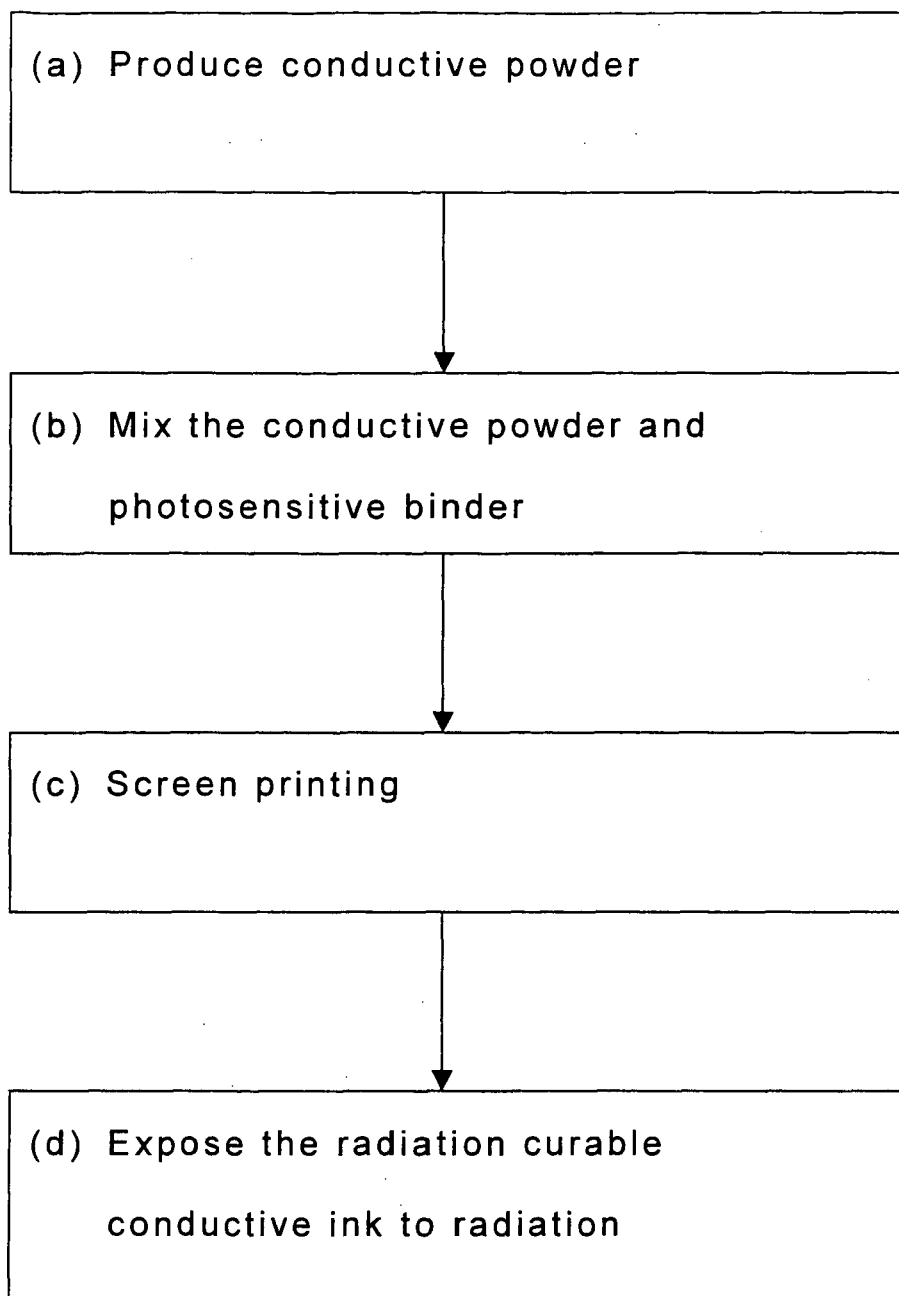 (a) Produce conductive powder
(b) Mix the conductive powder and
photosensitive binder
(c) Screen printing
(d) Expose the radiation curable
conductive ink to radiation